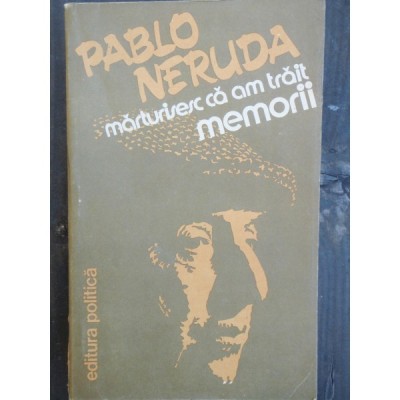 PABLO
NERUDA
mărturisesc că am trăit
memorii
editura politică